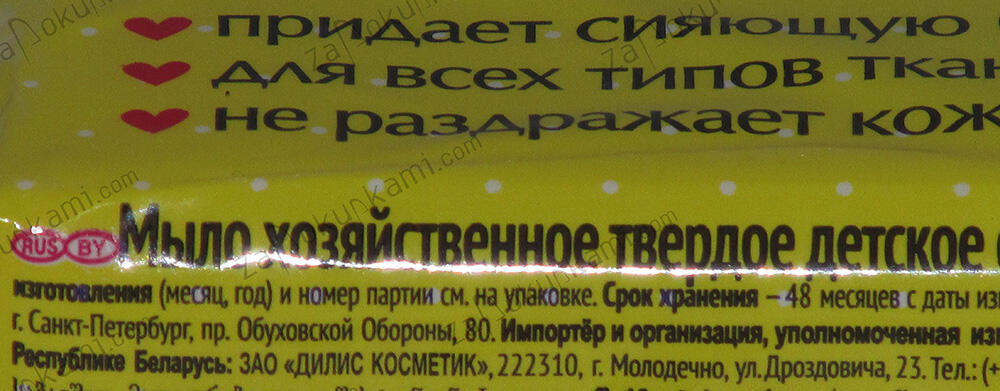 придает сияющую
для всех типов ткан
не раздражает кож
RUS BY Мыло хозяйственное твердое детское
изготовления (месяц, год) и номер партии см. на упаковке. Срок хранения – 48 месяцев с даты из
г. Санкт-Петербург, пр. Обуховской Обороны, 80. Импортёр и организация, уполномоченная из
Республике Беларусь: ЗАО «ДИЛИС КОСМЕТИК», 222310, г. Молодечно, ул. Дроздовича, 23. Тел.: (+